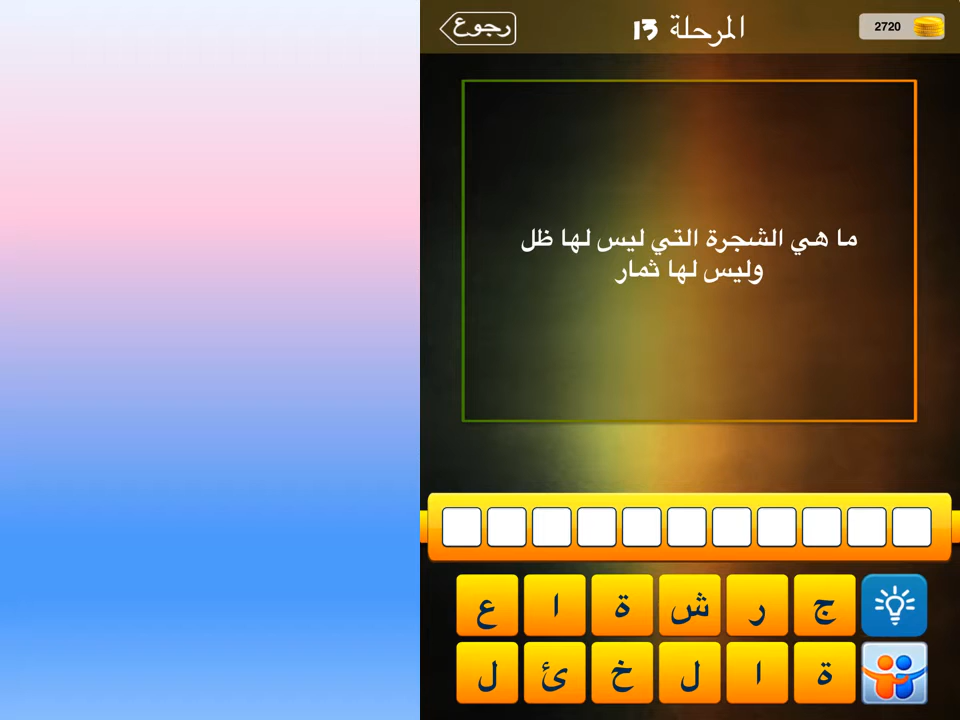 رجوع
المرحلة 13
2720
ما هي الشجرة التي ليس لها ظل
وليس لها ثمار
ج ر ش ة ا ع
ة ا ل خ ئ ل